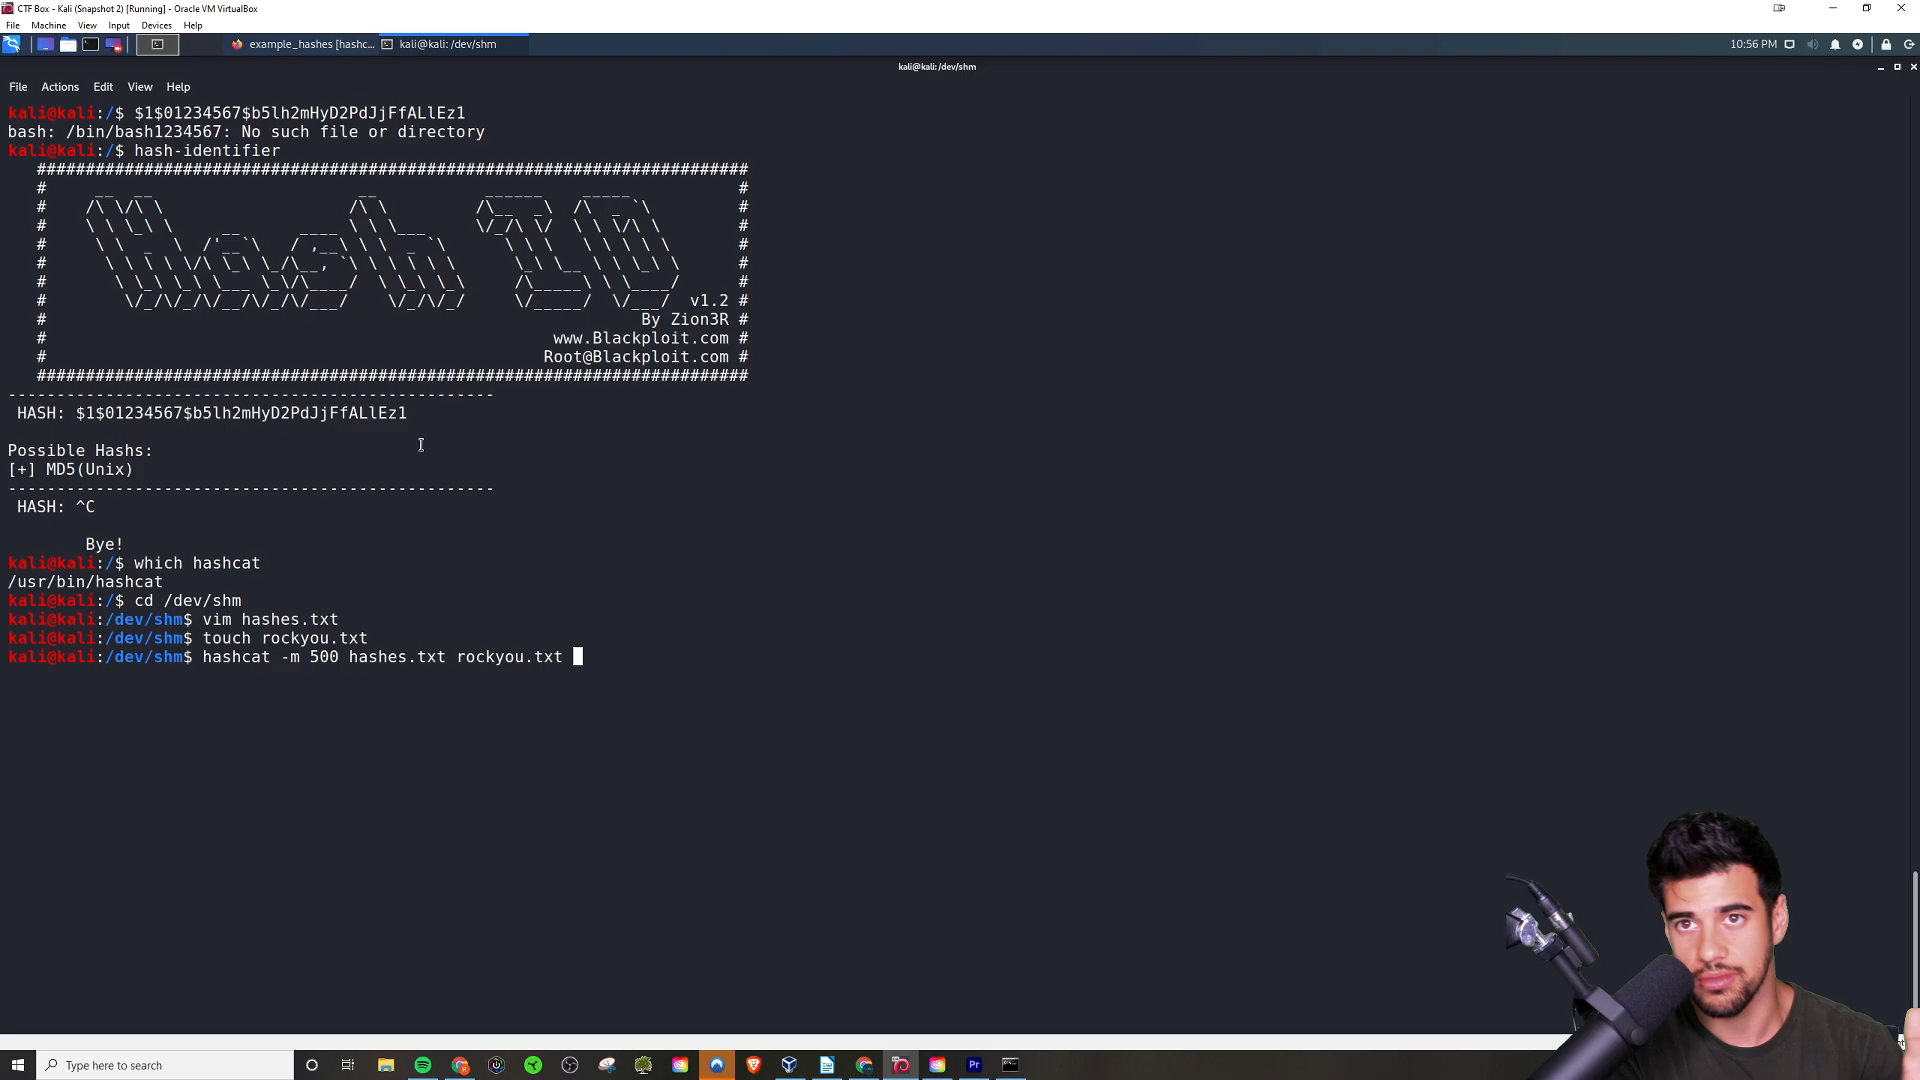 CTF Box - Kali (Snapshot 2) [Running] - Oracle VM VirtualBox
File Machine View Input Devices Help
example_hashes [hashc... kali@kali: /dev/shm 10:56 PM
kali@kali: /dev/shm
File Actions Edit View Help
kali@kali:/$ $1$01234567$b5lh2mHyD2PdJjFfALlEz1
bash: /bin/bash1234567: No such file or directory
kali@kali:/$ hash-identifier
#########################################################################
v1.2 #
By Zion3R #
www.Blackploit.com #
Root@Blackploit.com #
#########################################################################
--------------------------------------------------
HASH: $1$01234567$b5lh2mHyD2PdJjFfALlEz1
Possible Hashs:
[+] MD5(Unix)
--------------------------------------------------
HASH: ^C
Bye!
kali@kali:/$ which hashcat
/usr/bin/hashcat
kali@kali:/$ cd /dev/shm
kali@kali:/dev/shm$ vim hashes.txt
kali@kali:/dev/shm$ touch rockyou.txt
kali@kali:/dev/shm$ hashcat -m 500 hashes.txt rockyou.txt
Type here to search